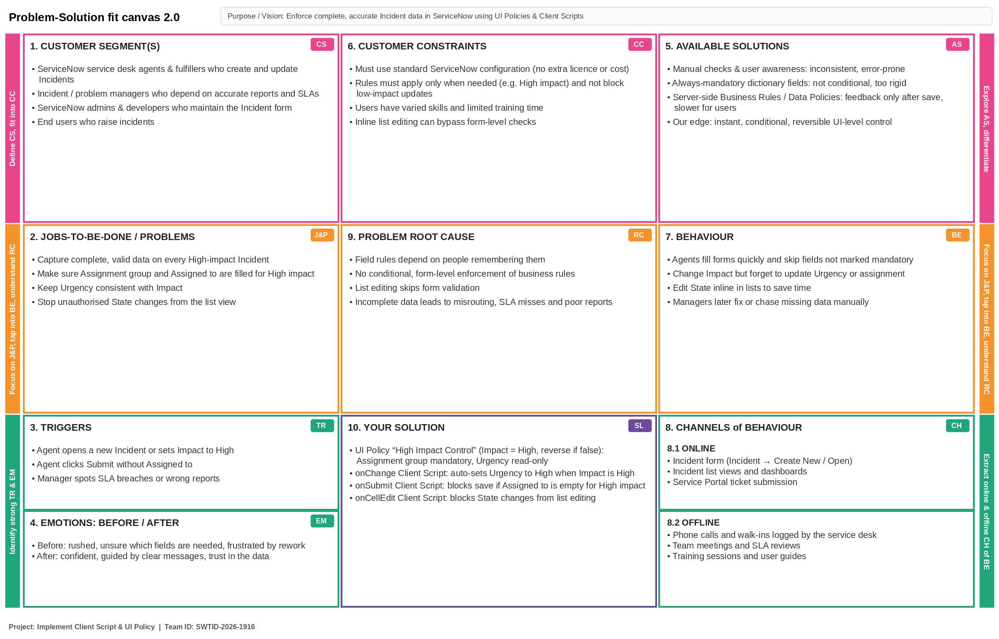 Problem-Solution fit canvas 2.0
Purpose / Vision: Enforce complete, accurate Incident data in ServiceNow using UI Policies & Client Scripts
Define CS, fit into CC
1. CUSTOMER SEGMENT(S)
CS
• ServiceNow service desk agents & fulfillers who create and update
Incidents
• Incident / problem managers who depend on accurate reports and SLAs
• ServiceNow admins & developers who maintain the Incident form
• End users who raise incidents
6. CUSTOMER CONSTRAINTS
CC
• Must use standard ServiceNow configuration (no extra licence or cost)
• Rules must apply only when needed (e.g. High impact) and not block
low-impact updates
• Users have varied skills and limited training time
• Inline list editing can bypass form-level checks
5. AVAILABLE SOLUTIONS
AS
• Manual checks & user awareness: inconsistent, error-prone
• Always-mandatory dictionary fields: not conditional, too rigid
• Server-side Business Rules / Data Policies: feedback only after save,
slower for users
• Our edge: instant, conditional, reversible UI-level control
Explore AS, differentiate
Focus on J&P, tap into BE, understand RC
2. JOBS-TO-BE-DONE / PROBLEMS
J&P
• Capture complete, valid data on every High-impact Incident
• Make sure Assignment group and Assigned to are filled for High impact
• Keep Urgency consistent with Impact
• Stop unauthorised State changes from the list view
9. PROBLEM ROOT CAUSE
RC
• Field rules depend on people remembering them
• No conditional, form-level enforcement of business rules
• List editing skips form validation
• Incomplete data leads to misrouting, SLA misses and poor reports
7. BEHAVIOUR
BE
• Agents fill forms quickly and skip fields not marked mandatory
• Change Impact but forget to update Urgency or assignment
• Edit State inline in lists to save time
• Managers later fix or chase missing data manually
Focus on J&P, tap into BE, understand RC
Identify strong TR & EM
3. TRIGGERS
TR
• Agent opens a new Incident or sets Impact to High
• Agent clicks Submit without Assigned to
• Manager spots SLA breaches or wrong reports
4. EMOTIONS: BEFORE / AFTER
EM
• Before: rushed, unsure which fields are needed, frustrated by rework
• After: confident, guided by clear messages, trust in the data
10. YOUR SOLUTION
SL
• UI Policy “High Impact Control” (Impact = High, reverse if false):
Assignment group mandatory, Urgency read-only
• onChange Client Script: auto-sets Urgency to High when Impact is High
• onSubmit Client Script: blocks save if Assigned to is empty for High impact
• onCellEdit Client Script: blocks State changes from list editing
8. CHANNELS of BEHAVIOUR
CH
8.1 ONLINE
• Incident form (Incident → Create New / Open)
• Incident list views and dashboards
• Service Portal ticket submission
8.2 OFFLINE
• Phone calls and walk-ins logged by the service desk
• Team meetings and SLA reviews
• Training sessions and user guides
Extract online & offline CH of BE
Project: Implement Client Script & UI Policy | Team ID: SWTID-2026-1916